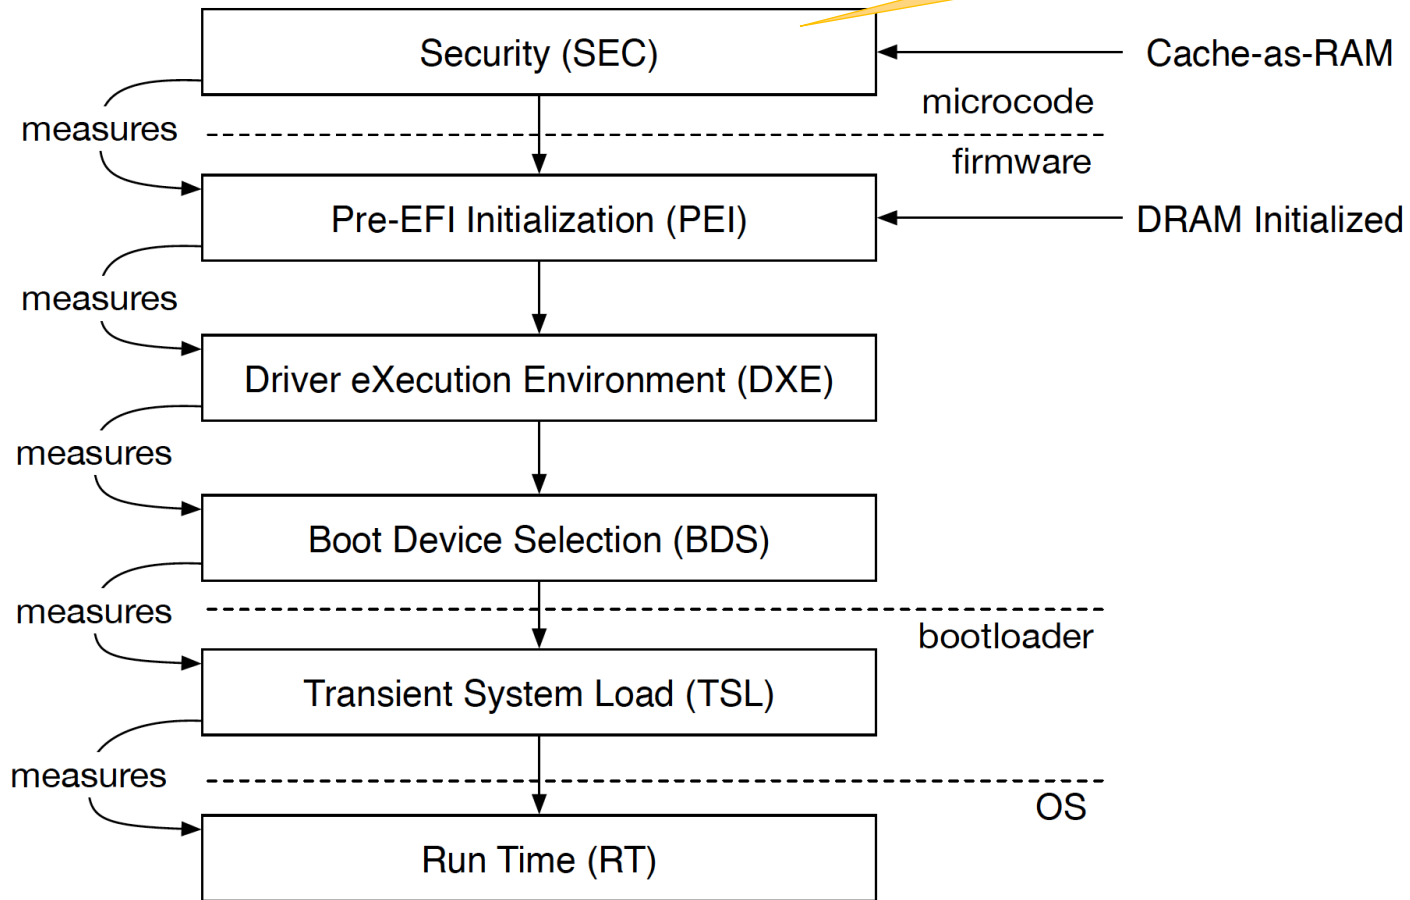 Security (SEC)
Cache-as-RAM
microcode
measures
firmware
Pre-EFI Initialization (PEI)
DRAM Initialized
measures
Driver eXecution Environment (DXE)
measures
Boot Device Selection (BDS)
measures
bootloader
Transient System Load (TSL)
measures
OS
Run Time (RT)